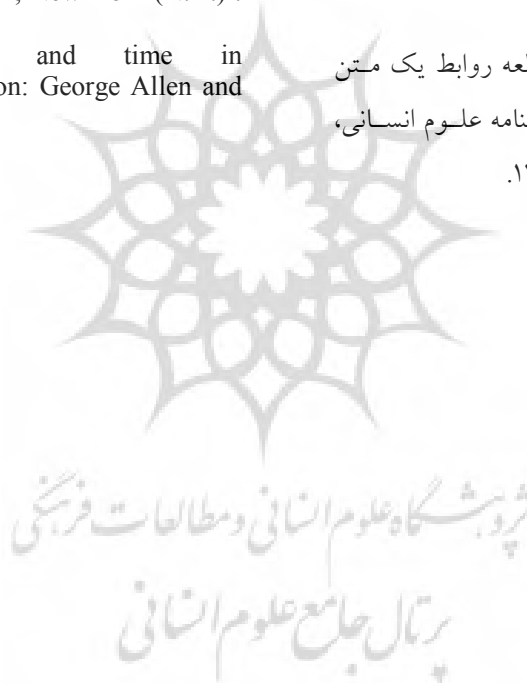 and time in
on: George Allen and
طعه روابط یک متن
نامه علوم انسانی،
پژوهشگاه علوم انسانی و مطالعات فرهنگی
پرتال جامع علوم انسانی